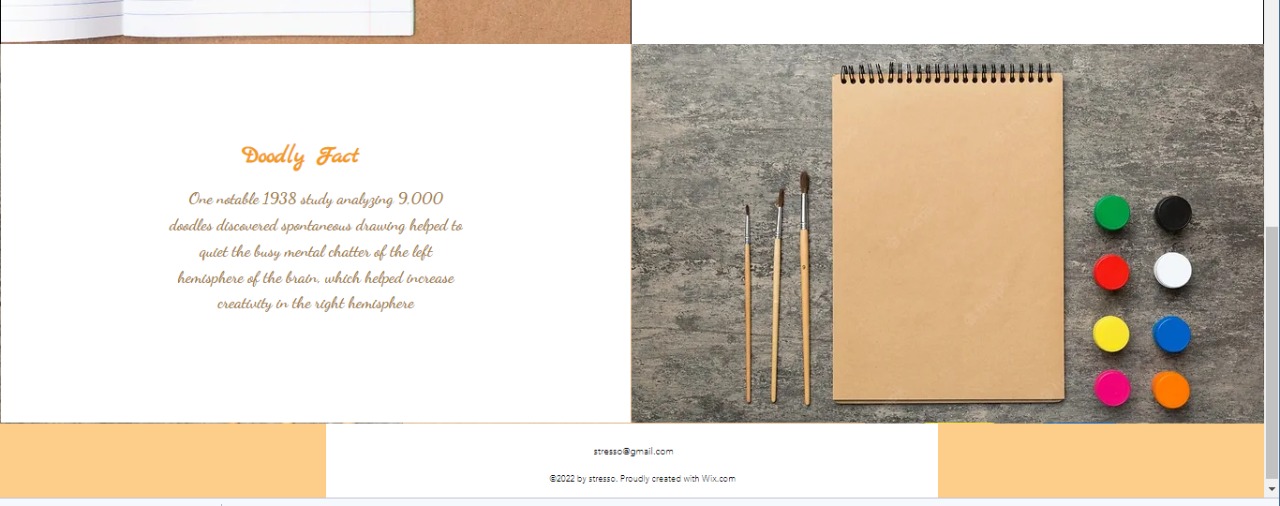 Doodly Fact
One notable 1938 study analyzing 9,000
doodles discovered spontaneous drawing helped to
quiet the busy mental chatter of the left
hemisphere of the brain, which helped increase
creativity in the right hemisphere
stresso@gmail.com
©2022 by stresso. Proudly created with Wix.com